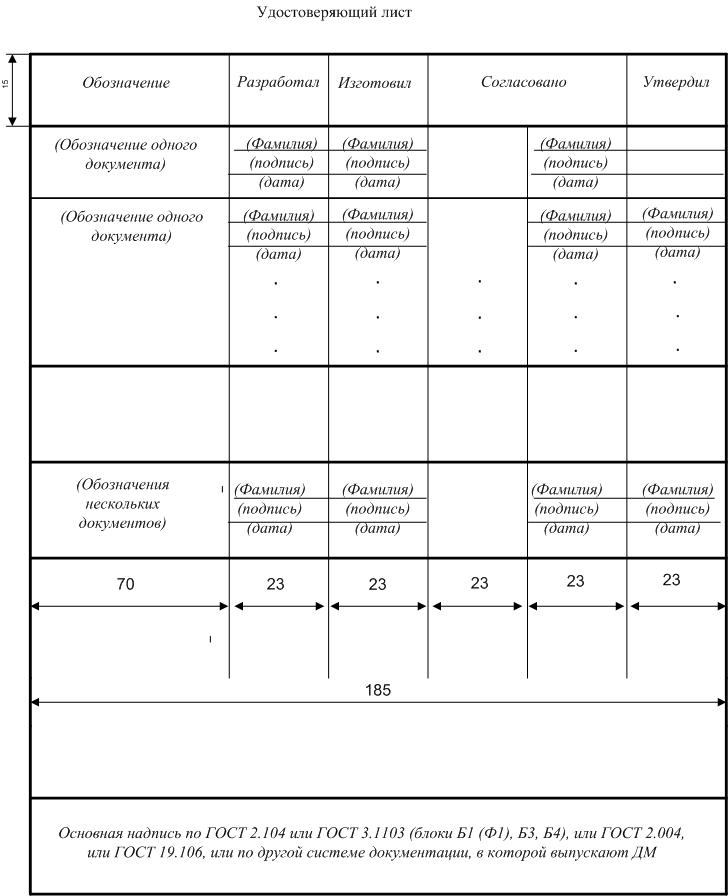 Удостоверяющий лист
15
Обозначение Разработал Изготовил Согласовано Утвердил
(Обозначение одного (Фамилия) (Фамилия) (Фамилия)
документа) (подпись) (подпись) (подпись)
(дата) (дата) (дата)
(Обозначение одного (Фамилия) (Фамилия) (Фамилия) (Фамилия)
документа) (подпись) (подпись) (подпись) (подпись)
(дата) (дата) (дата) (дата)
. . . . .
. . . . .
. . . . .
(Обозначения (Фамилия) (Фамилия) (Фамилия) (Фамилия)
нескольких (подпись) (подпись) (подпись) (подпись)
документов) (дата) (дата) (дата) (дата)
70 23 23 23 23 23
185
Основная надпись по ГОСТ 2.104 или ГОСТ 3.1103 (блоки Б1 (Ф1), Б3, Б4), или ГОСТ 2.004,
или ГОСТ 19.106, или по другой системе документации, в которой выпускают ДМ